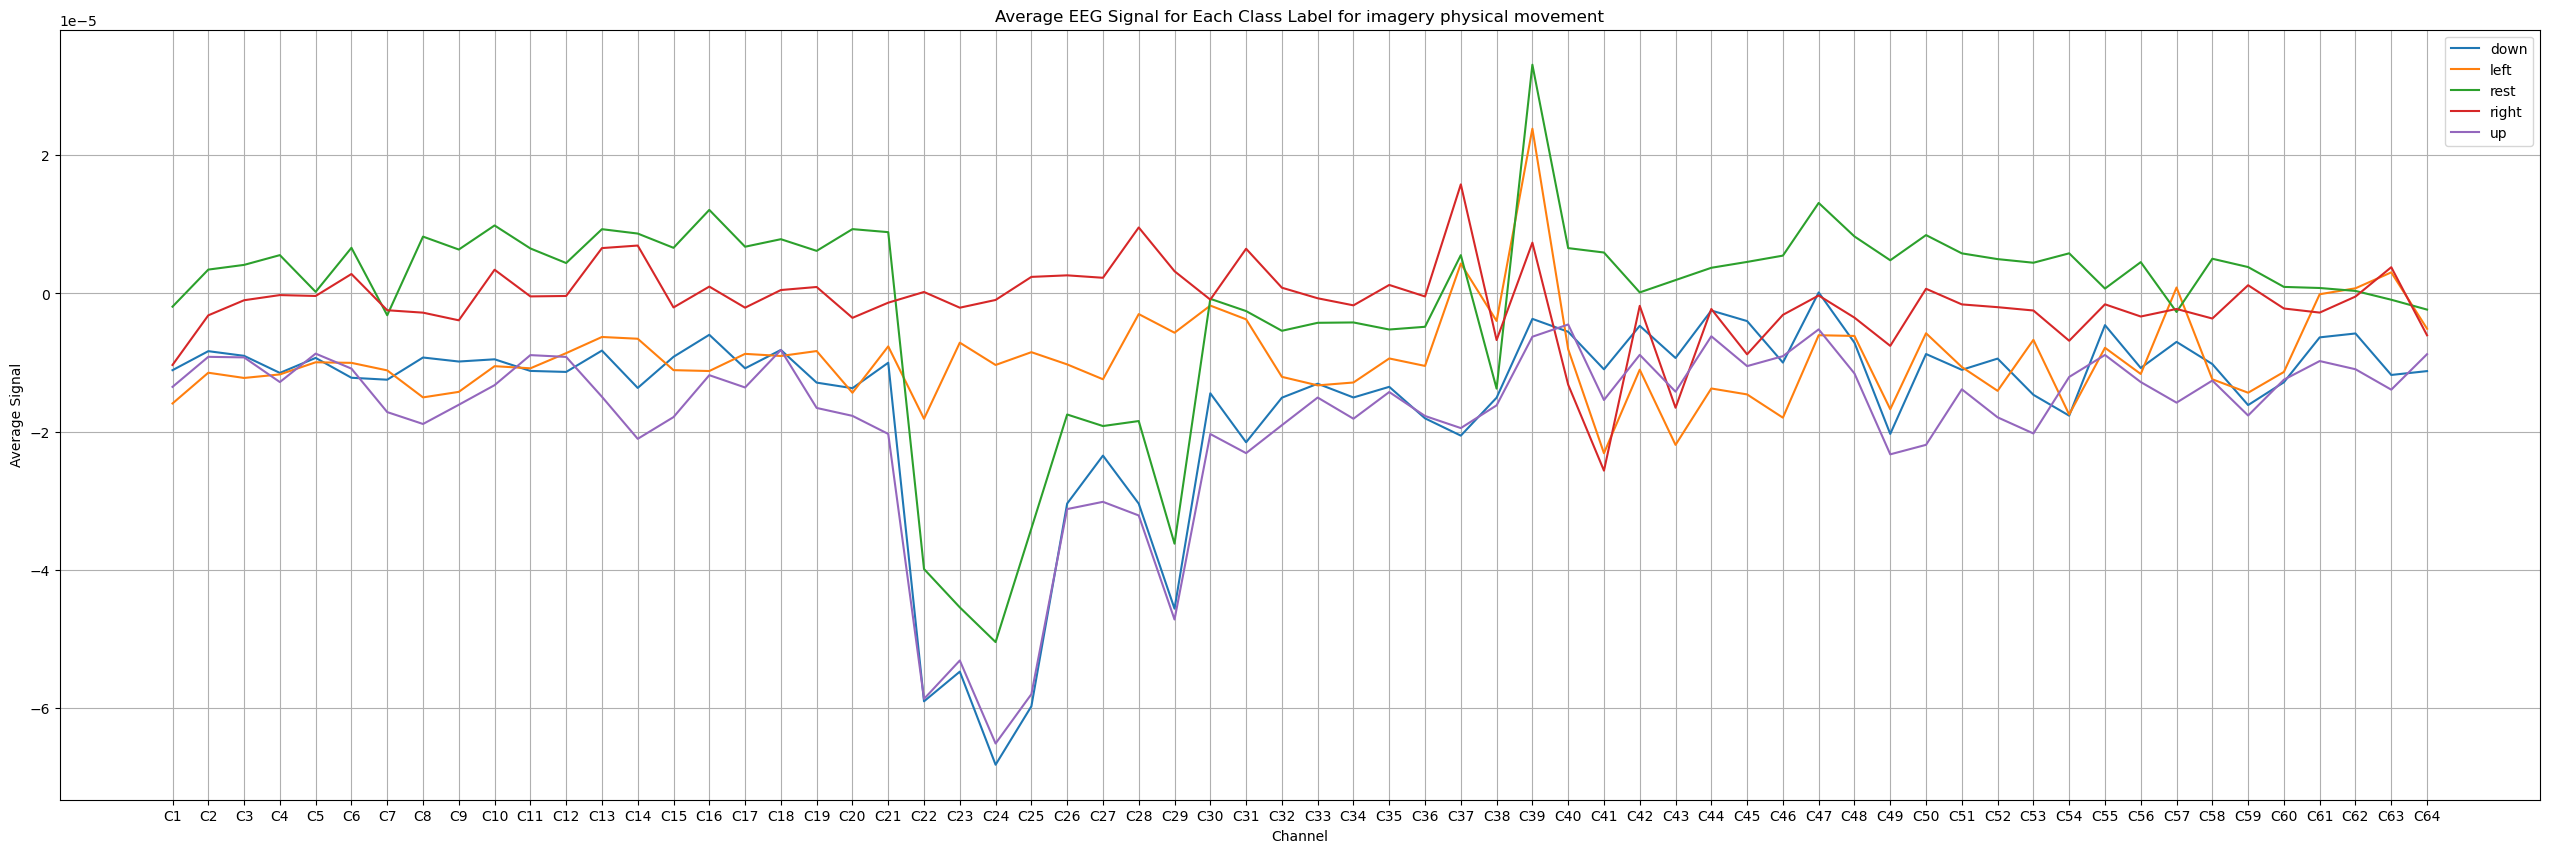 Average EEG Signal for Each Class Label for imagery physical movement
1e−5
down
left
rest
right
up
2
0
−2
−4
−6
Average Signal
C1 C2 C3 C4 C5 C6 C7 C8 C9 C10 C11 C12 C13 C14 C15 C16 C17 C18 C19 C20 C21 C22 C23 C24 C25 C26 C27 C28 C29 C30 C31 C32 C33 C34 C35 C36 C37 C38 C39 C40 C41 C42 C43 C44 C45 C46 C47 C48 C49 C50 C51 C52 C53 C54 C55 C56 C57 C58 C59 C60 C61 C62 C63 C64
Channel